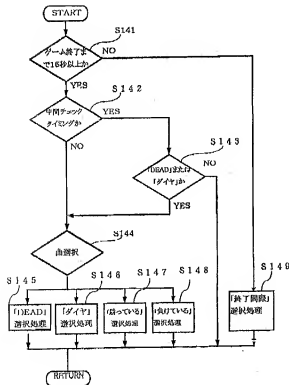 START
S141
ゲーム終了ま
で16秒以上か
NO
YES
S142
中間チェック
タイミングか
YES
NO
S143
「DEAD」または
「ダイヤ」か
NO
YES
S144
曲選択
S145
S146
S147
S148
S149
「DEAD」
選択処理
「ダイヤ」
選択処理
「勝っている」
選択処理
「負けている」
選択処理
「終了間際」
選択処理
RETURN